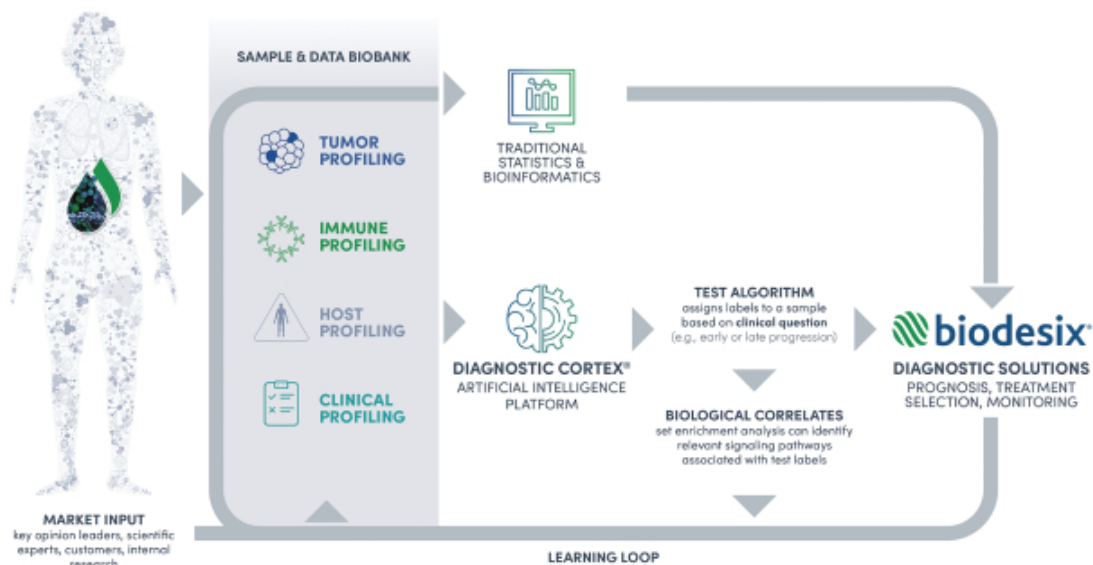 SAMPLE & DATA BIOBANK
TUMOR
PROFILING
IMMUNE
PROFILING
HOST
PROFILING
CLINICAL
PROFILING
TRADITIONAL
STATISTICS &
BIOINFORMATICS
DIAGNOSTIC CORTEX®
ARTIFICIAL INTELLIGENCE
PLATFORM
TEST ALGORITHM
assigns labels to a sample
based on clinical question
(e.g., early or late progression)
BIOLOGICAL CORRELATES
set enrichment analysis can identify
relevant signaling pathways
associated with test labels
biodesix®
DIAGNOSTIC SOLUTIONS
PROGNOSIS, TREATMENT
SELECTION, MONITORING
MARKET INPUT
key opinion leaders, scientific
experts, customers, internal
research
LEARNING LOOP